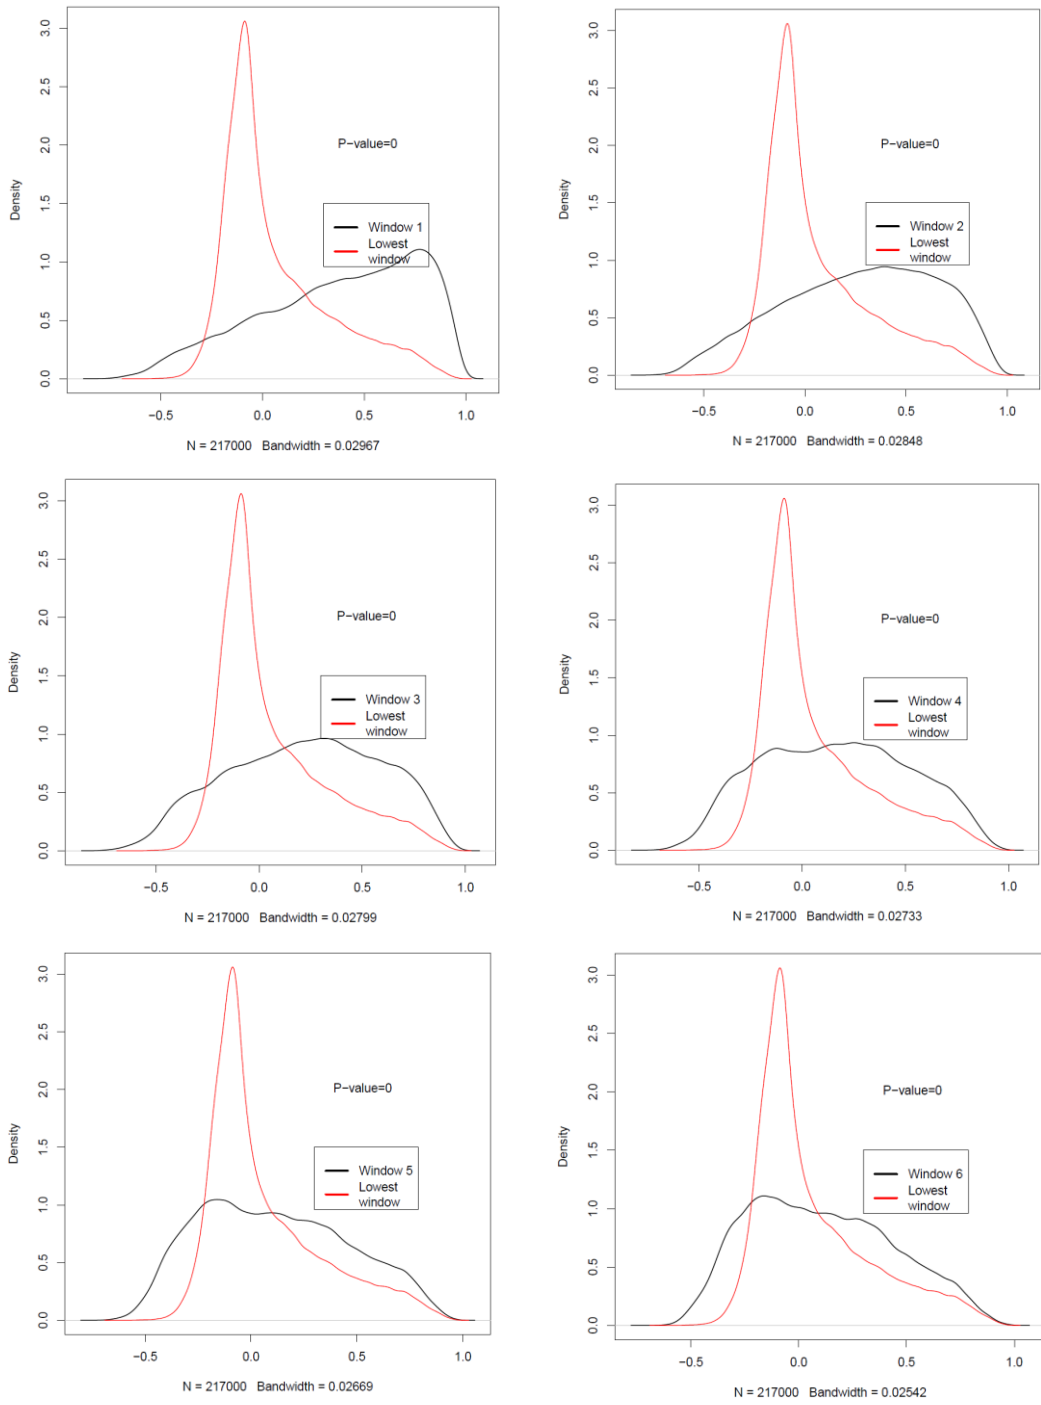 3.0
2.5
2.0
1.5
1.0
0.5
0.0
Density
P-value=0
Window 1
Lowest
window
-0.5 0.0 0.5 1.0
N = 217000 Bandwidth = 0.02967
3.0
2.5
2.0
1.5
1.0
0.5
0.0
Density
P-value=0
Window 2
Lowest
window
-0.5 0.0 0.5 1.0
N = 217000 Bandwidth = 0.02848
3.0
2.5
2.0
1.5
1.0
0.5
0.0
Density
P-value=0
Window 3
Lowest
window
-0.5 0.0 0.5 1.0
N = 217000 Bandwidth = 0.02799
3.0
2.5
2.0
1.5
1.0
0.5
0.0
Density
P-value=0
Window 4
Lowest
window
-0.5 0.0 0.5 1.0
N = 217000 Bandwidth = 0.02733
3.0
2.5
2.0
1.5
1.0
0.5
0.0
Density
P-value=0
Window 5
Lowest
window
-0.5 0.0 0.5 1.0
N = 217000 Bandwidth = 0.02669
3.0
2.5
2.0
1.5
1.0
0.5
0.0
Density
P-value=0
Window 6
Lowest
window
-0.5 0.0 0.5 1.0
N = 217000 Bandwidth = 0.02542